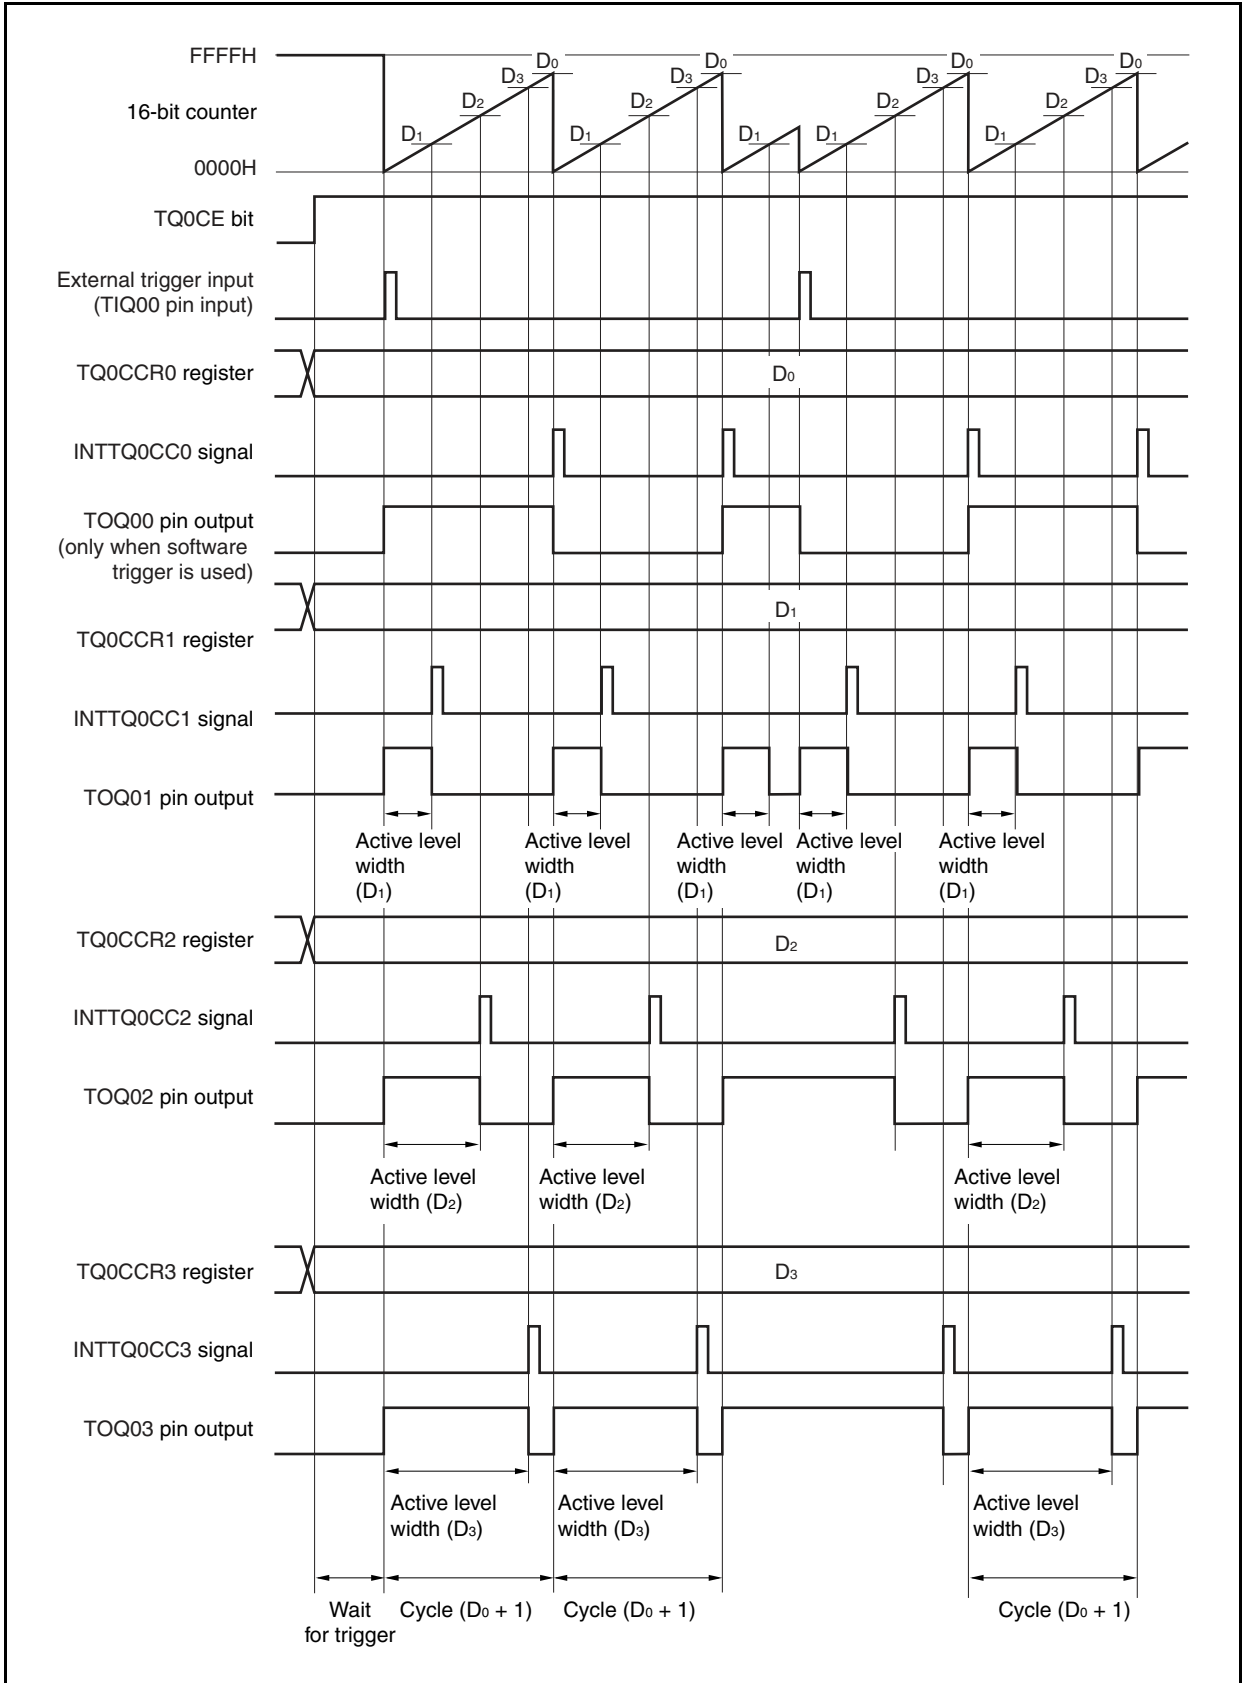 FFFFH
D0 D0 D0 D0
D3 D3 D3 D3
D2 D2 D2 D2
16-bit counter
D1 D1 D1 D1 D1
0000H
TQ0CE bit
External trigger input
(TIQ00 pin input)
TQ0CCR0 register
D0
INTTQ0CC0 signal
TOQ00 pin output
(only when software
trigger is used)
D1
TQ0CCR1 register
INTTQ0CC1 signal
TOQ01 pin output
Active level Active level Active level Active level Active level
width width width width width
(D1) (D1) (D1) (D1) (D1)
TQ0CCR2 register
D2
INTTQ0CC2 signal
TOQ02 pin output
Active level Active level Active level
width (D2) width (D2) width (D2)
TQ0CCR3 register
D3
INTTQ0CC3 signal
TOQ03 pin output
Active level Active level Active level
width (D3) width (D3) width (D3)
Wait Cycle (D0 + 1) Cycle (D0 + 1) Cycle (D0 + 1)
for trigger